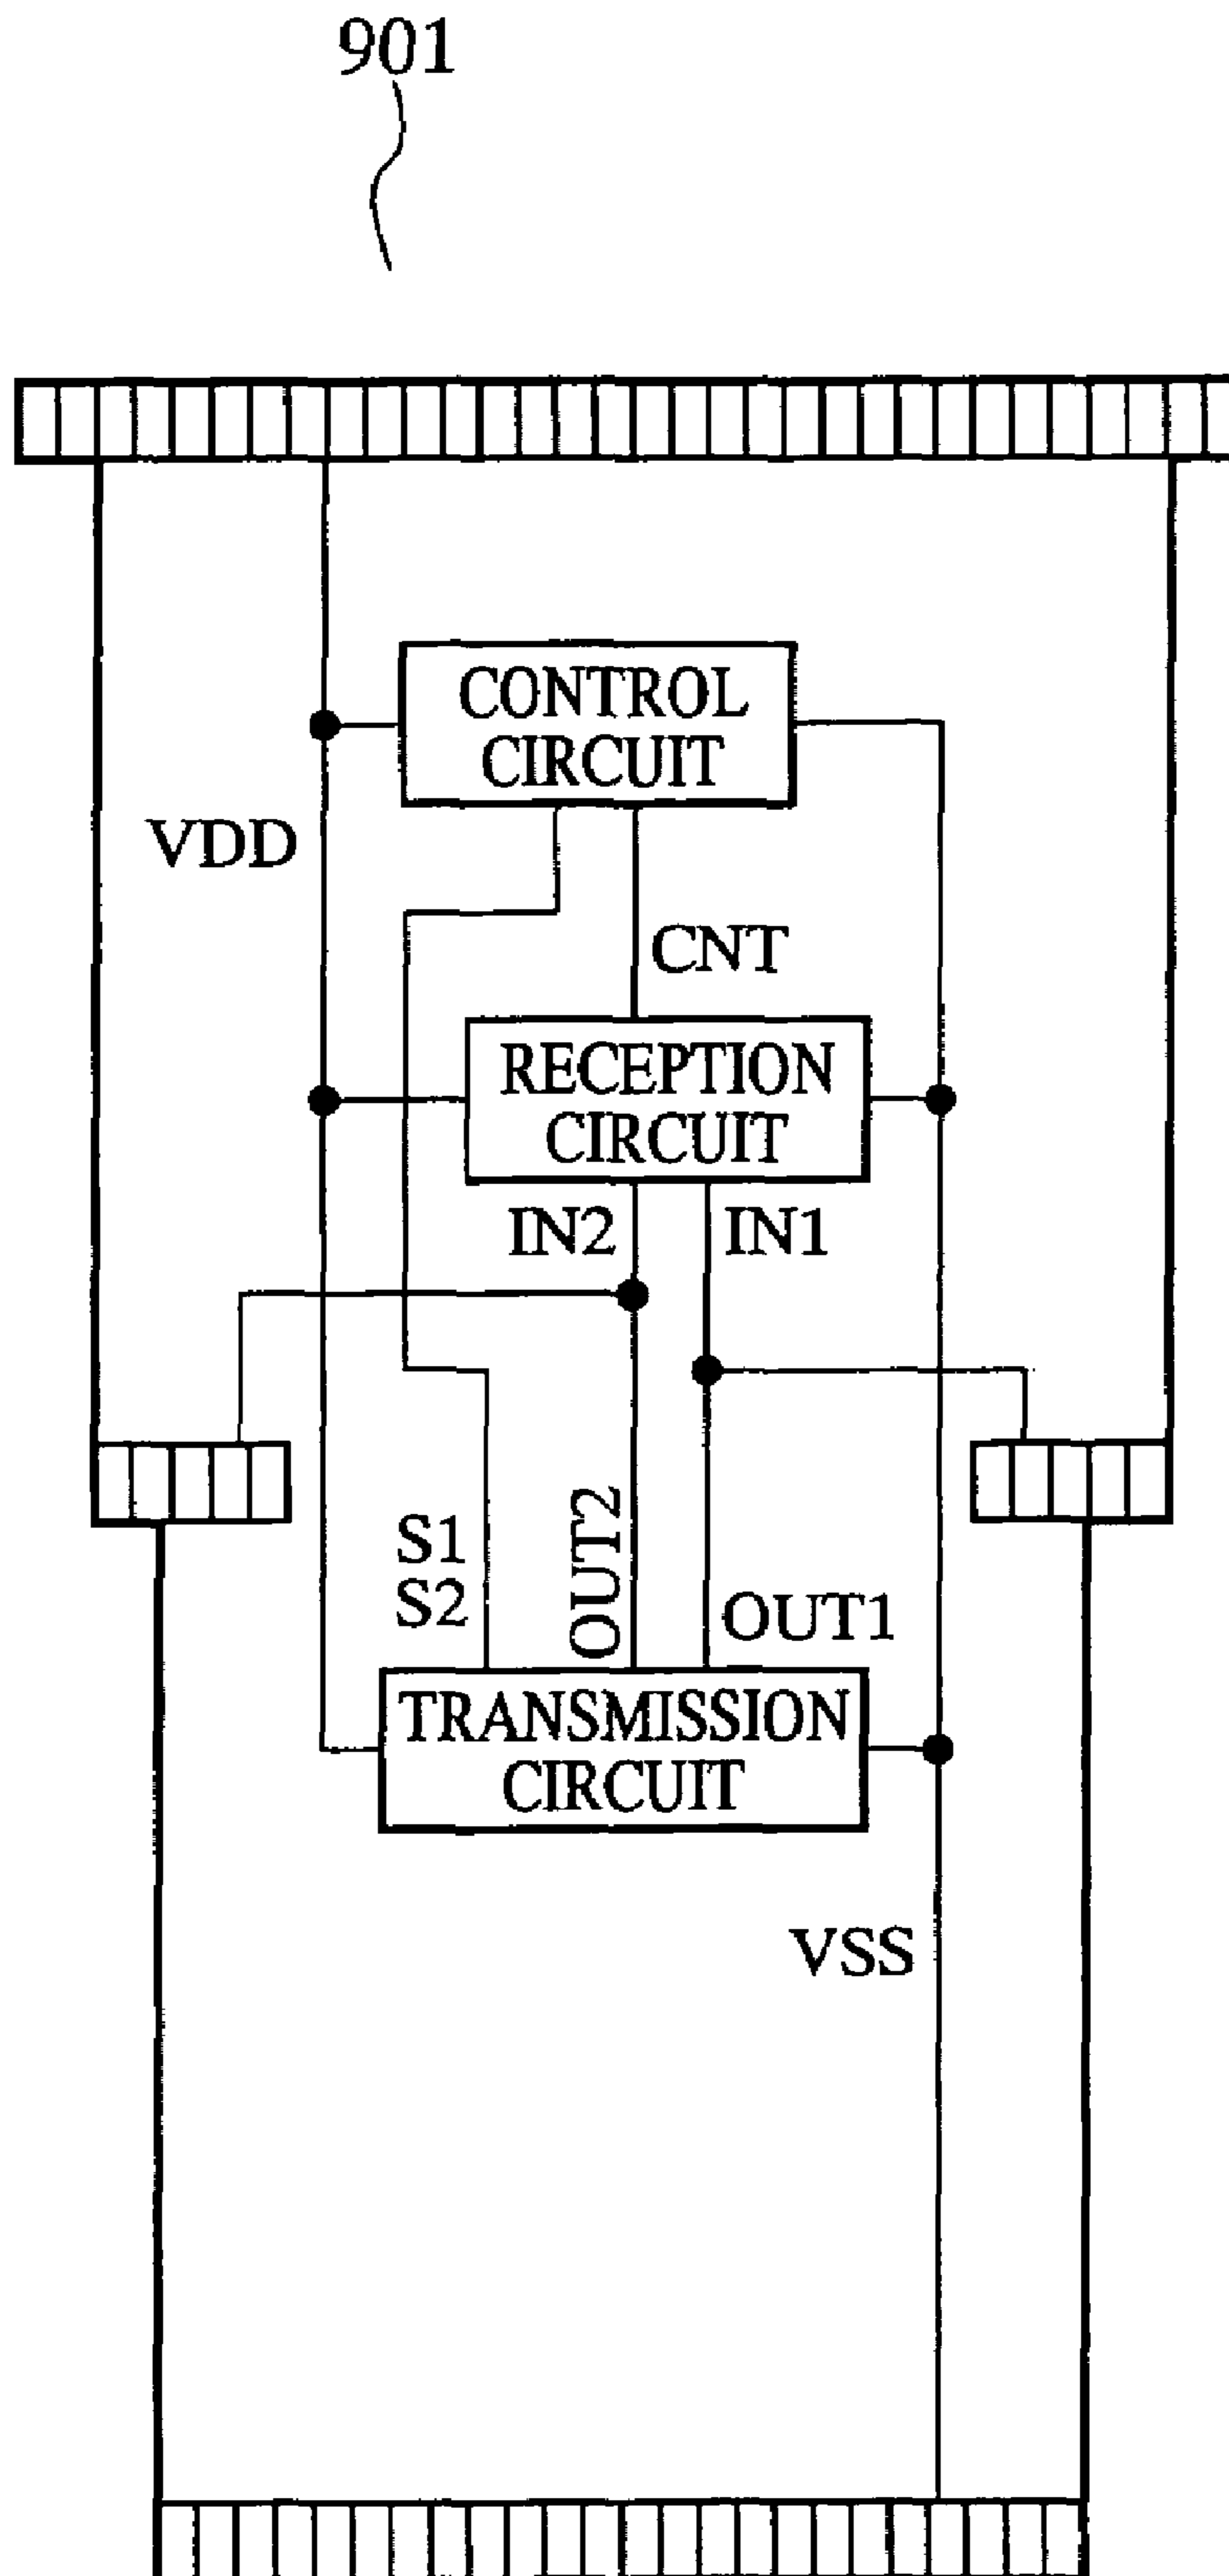 901
CONTROL
CIRCUIT
VDD
CNT
RECEPTION
CIRCUIT
IN2
IN1
S1
S2
OUT2
OUT1
TRANSMISSION
CIRCUIT
VSS